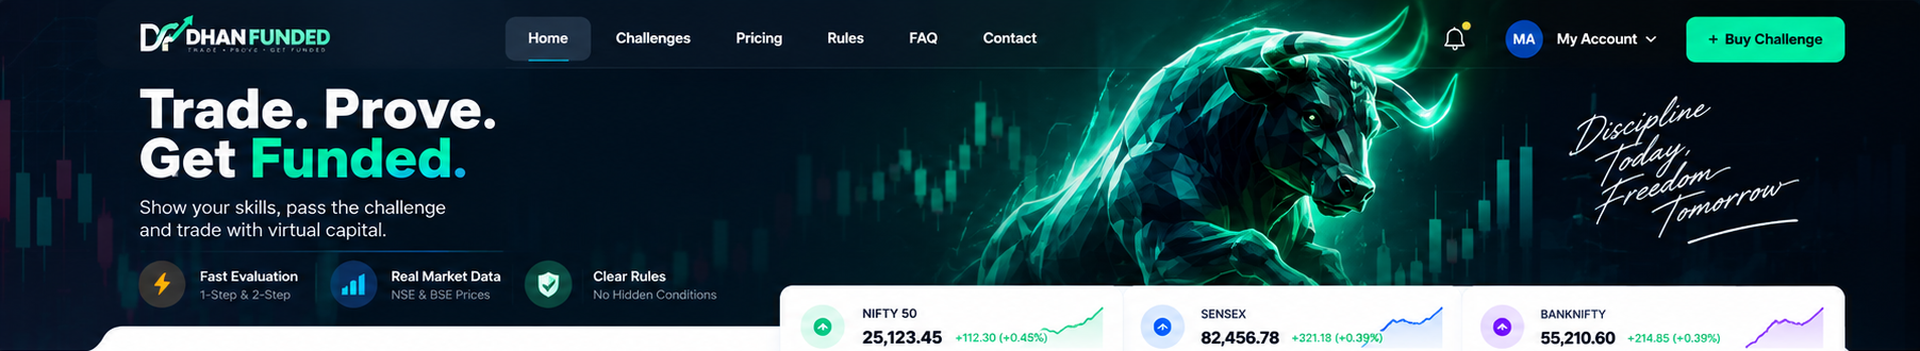 DHANFUNDED
TRADE • PROVE • GET FUNDED
Home
Challenges
Pricing
Rules
FAQ
Contact
MA
My Account
+ Buy Challenge
Trade. Prove.
Get Funded.
Show your skills, pass the challenge
and trade with virtual capital.
Fast Evaluation
1-Step & 2-Step
Real Market Data
NSE & BSE Prices
Clear Rules
No Hidden Conditions
Discipline
Today,
Freedom
Tomorrow
NIFTY 50
25,123.45 +112.30 (+0.45%)
SENSEX
82,456.78 +321.18 (+0.39%)
BANKNIFTY
55,210.60 +214.85 (+0.39%)